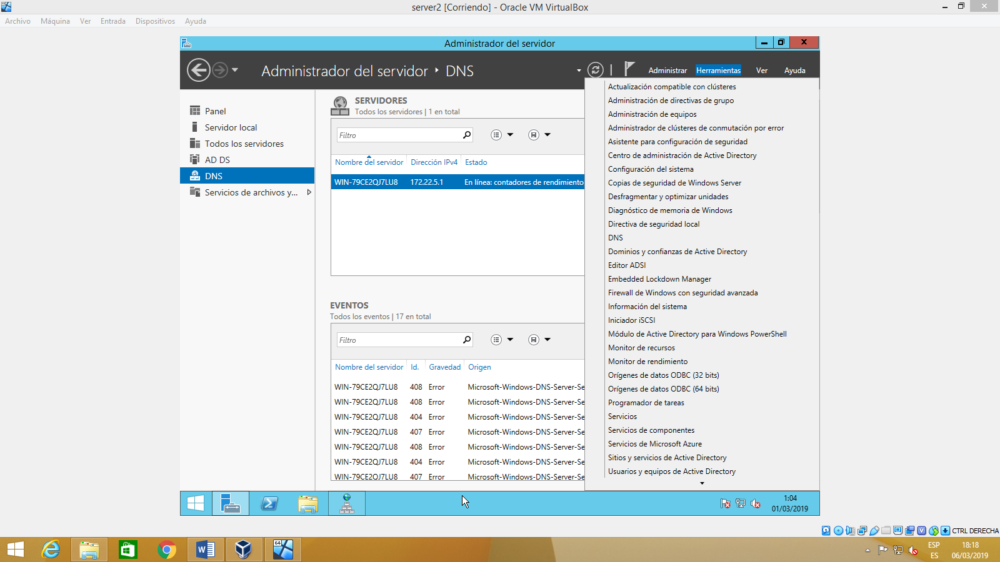 server2 [Corriendo] - Oracle VM VirtualBox
Archivo Máquina Ver Entrada Dispositivos Ayuda
Administrador del servidor
Administrador del servidor ‣ DNS
Administrar Herramientas Ver Ayuda
Panel
Servidor local
Todos los servidores
AD DS
DNS
Servicios de archivos y...
SERVIDORES
Todos los servidores | 1 en total
Filtro
Nombre del servidor Dirección IPv4 Estado
WIN-79CE2QJ7LU8 172.22.5.1 En línea: contadores de rendimiento
EVENTOS
Todos los eventos | 17 en total
Filtro
Nombre del servidor Id. Gravedad Origen
WIN-79CE2QJ7LU8 408 Error Microsoft-Windows-DNS-Server-Se
WIN-79CE2QJ7LU8 408 Error Microsoft-Windows-DNS-Server-Se
WIN-79CE2QJ7LU8 404 Error Microsoft-Windows-DNS-Server-Se
WIN-79CE2QJ7LU8 407 Error Microsoft-Windows-DNS-Server-Se
WIN-79CE2QJ7LU8 408 Error Microsoft-Windows-DNS-Server-Se
WIN-79CE2QJ7LU8 404 Error Microsoft-Windows-DNS-Server-Se
WIN-79CE2QJ7LU8 407 Error Microsoft-Windows-DNS-Server-Se
Actualización compatible con clústeres
Administración de directivas de grupo
Administración de equipos
Administrador de clústeres de conmutación por error
Asistente para configuración de seguridad
Centro de administración de Active Directory
Configuración del sistema
Copias de seguridad de Windows Server
Desfragmentar y optimizar unidades
Diagnóstico de memoria de Windows
Directiva de seguridad local
DNS
Dominios y confianzas de Active Directory
Editor ADSI
Embedded Lockdown Manager
Firewall de Windows con seguridad avanzada
Información del sistema
Iniciador iSCSI
Módulo de Active Directory para Windows PowerShell
Monitor de recursos
Monitor de rendimiento
Orígenes de datos ODBC (32 bits)
Orígenes de datos ODBC (64 bits)
Programador de tareas
Servicios
Servicios de componentes
Servicios de Microsoft Azure
Sitios y servicios de Active Directory
Usuarios y equipos de Active Directory
1:04
01/03/2019
CTRL DERECHA
64
ESP
ES
18:18
06/03/2019